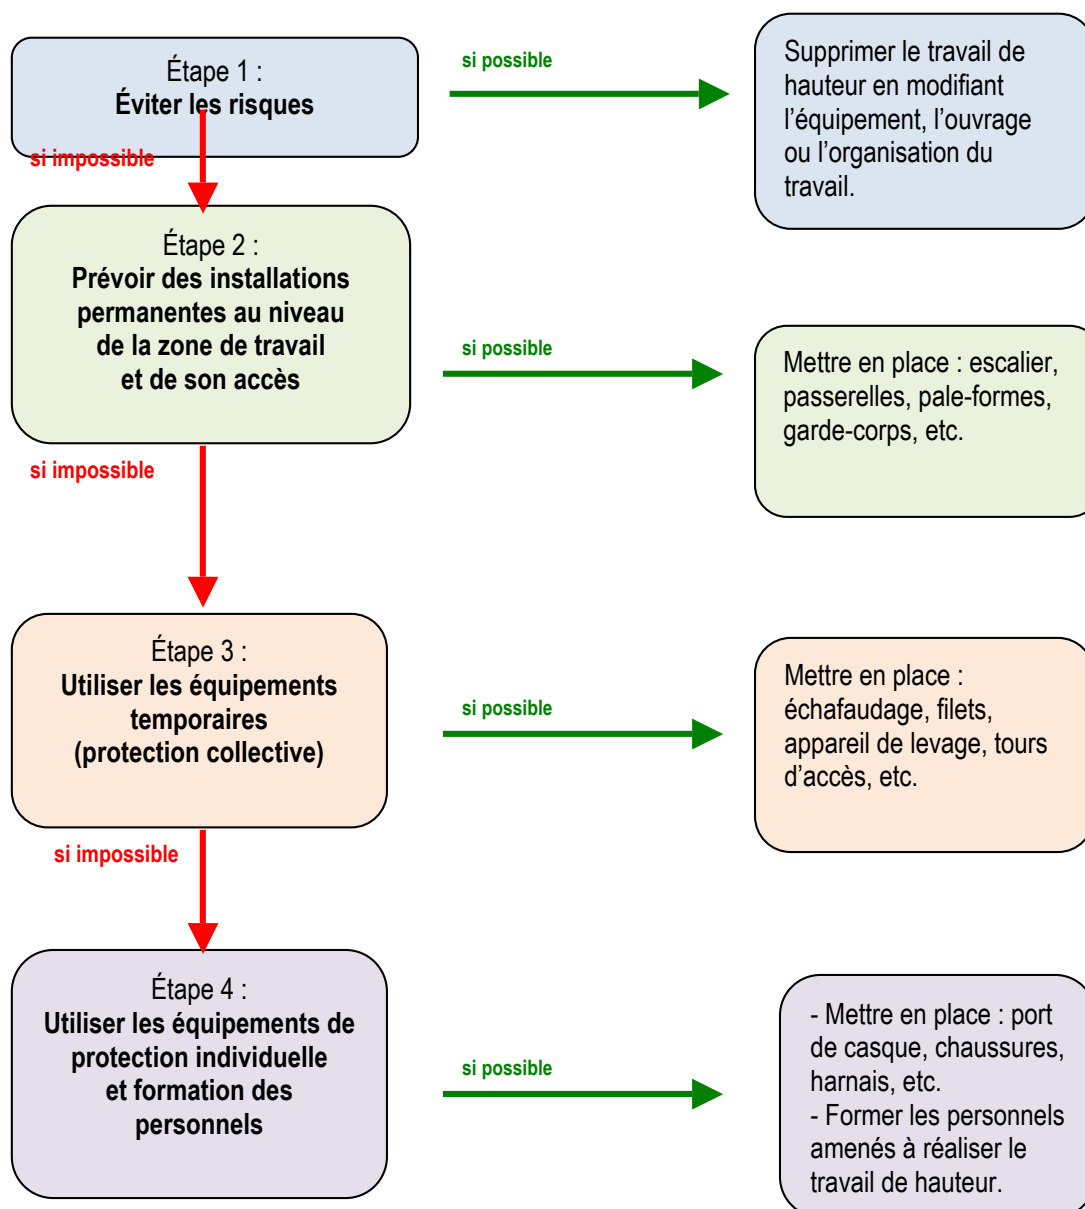 Étape 1 :
Éviter les risques
si possible
Supprimer le travail de
hauteur en modifiant
l’équipement, l’ouvrage
ou l’organisation du
travail.
si impossible
Étape 2 :
Prévoir des installations
permanentes au niveau
de la zone de travail
et de son accès
si possible
Mettre en place : escalier,
passerelles, pale-formes,
garde-corps, etc.
si impossible
Étape 3 :
Utiliser les équipements
temporaires
(protection collective)
si possible
Mettre en place :
échafaudage, filets,
appareil de levage, tours
d’accès, etc.
si impossible
Étape 4 :
Utiliser les équipements de
protection individuelle
et formation des
personnels
si possible
- Mettre en place : port
de casque, chaussures,
harnais, etc.
- Former les personnels
amenés à réaliser le
travail de hauteur.